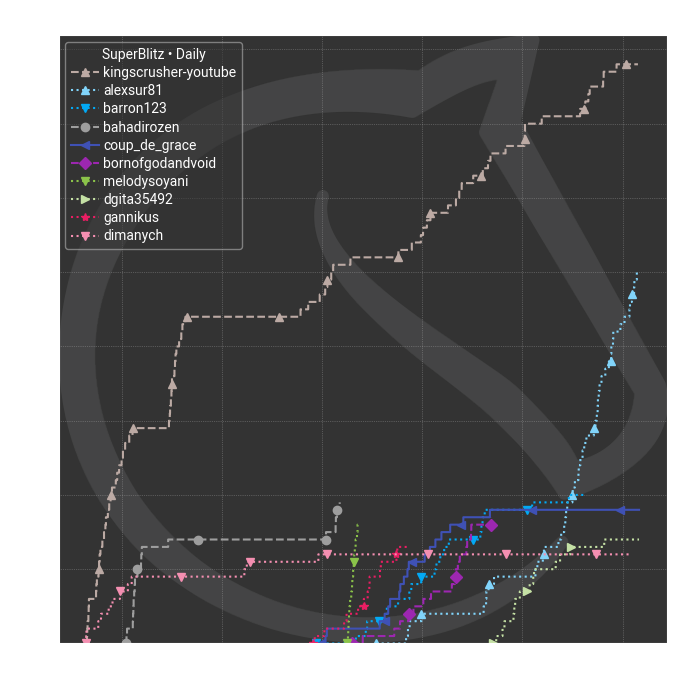 SuperBlitz • Daily
kingscrusher-youtube
alexsur81
barron123
bahadirozen
coup_de_grace
bornofgodandvoid
melodysoyani
dgita35492
gannikus
dimanych